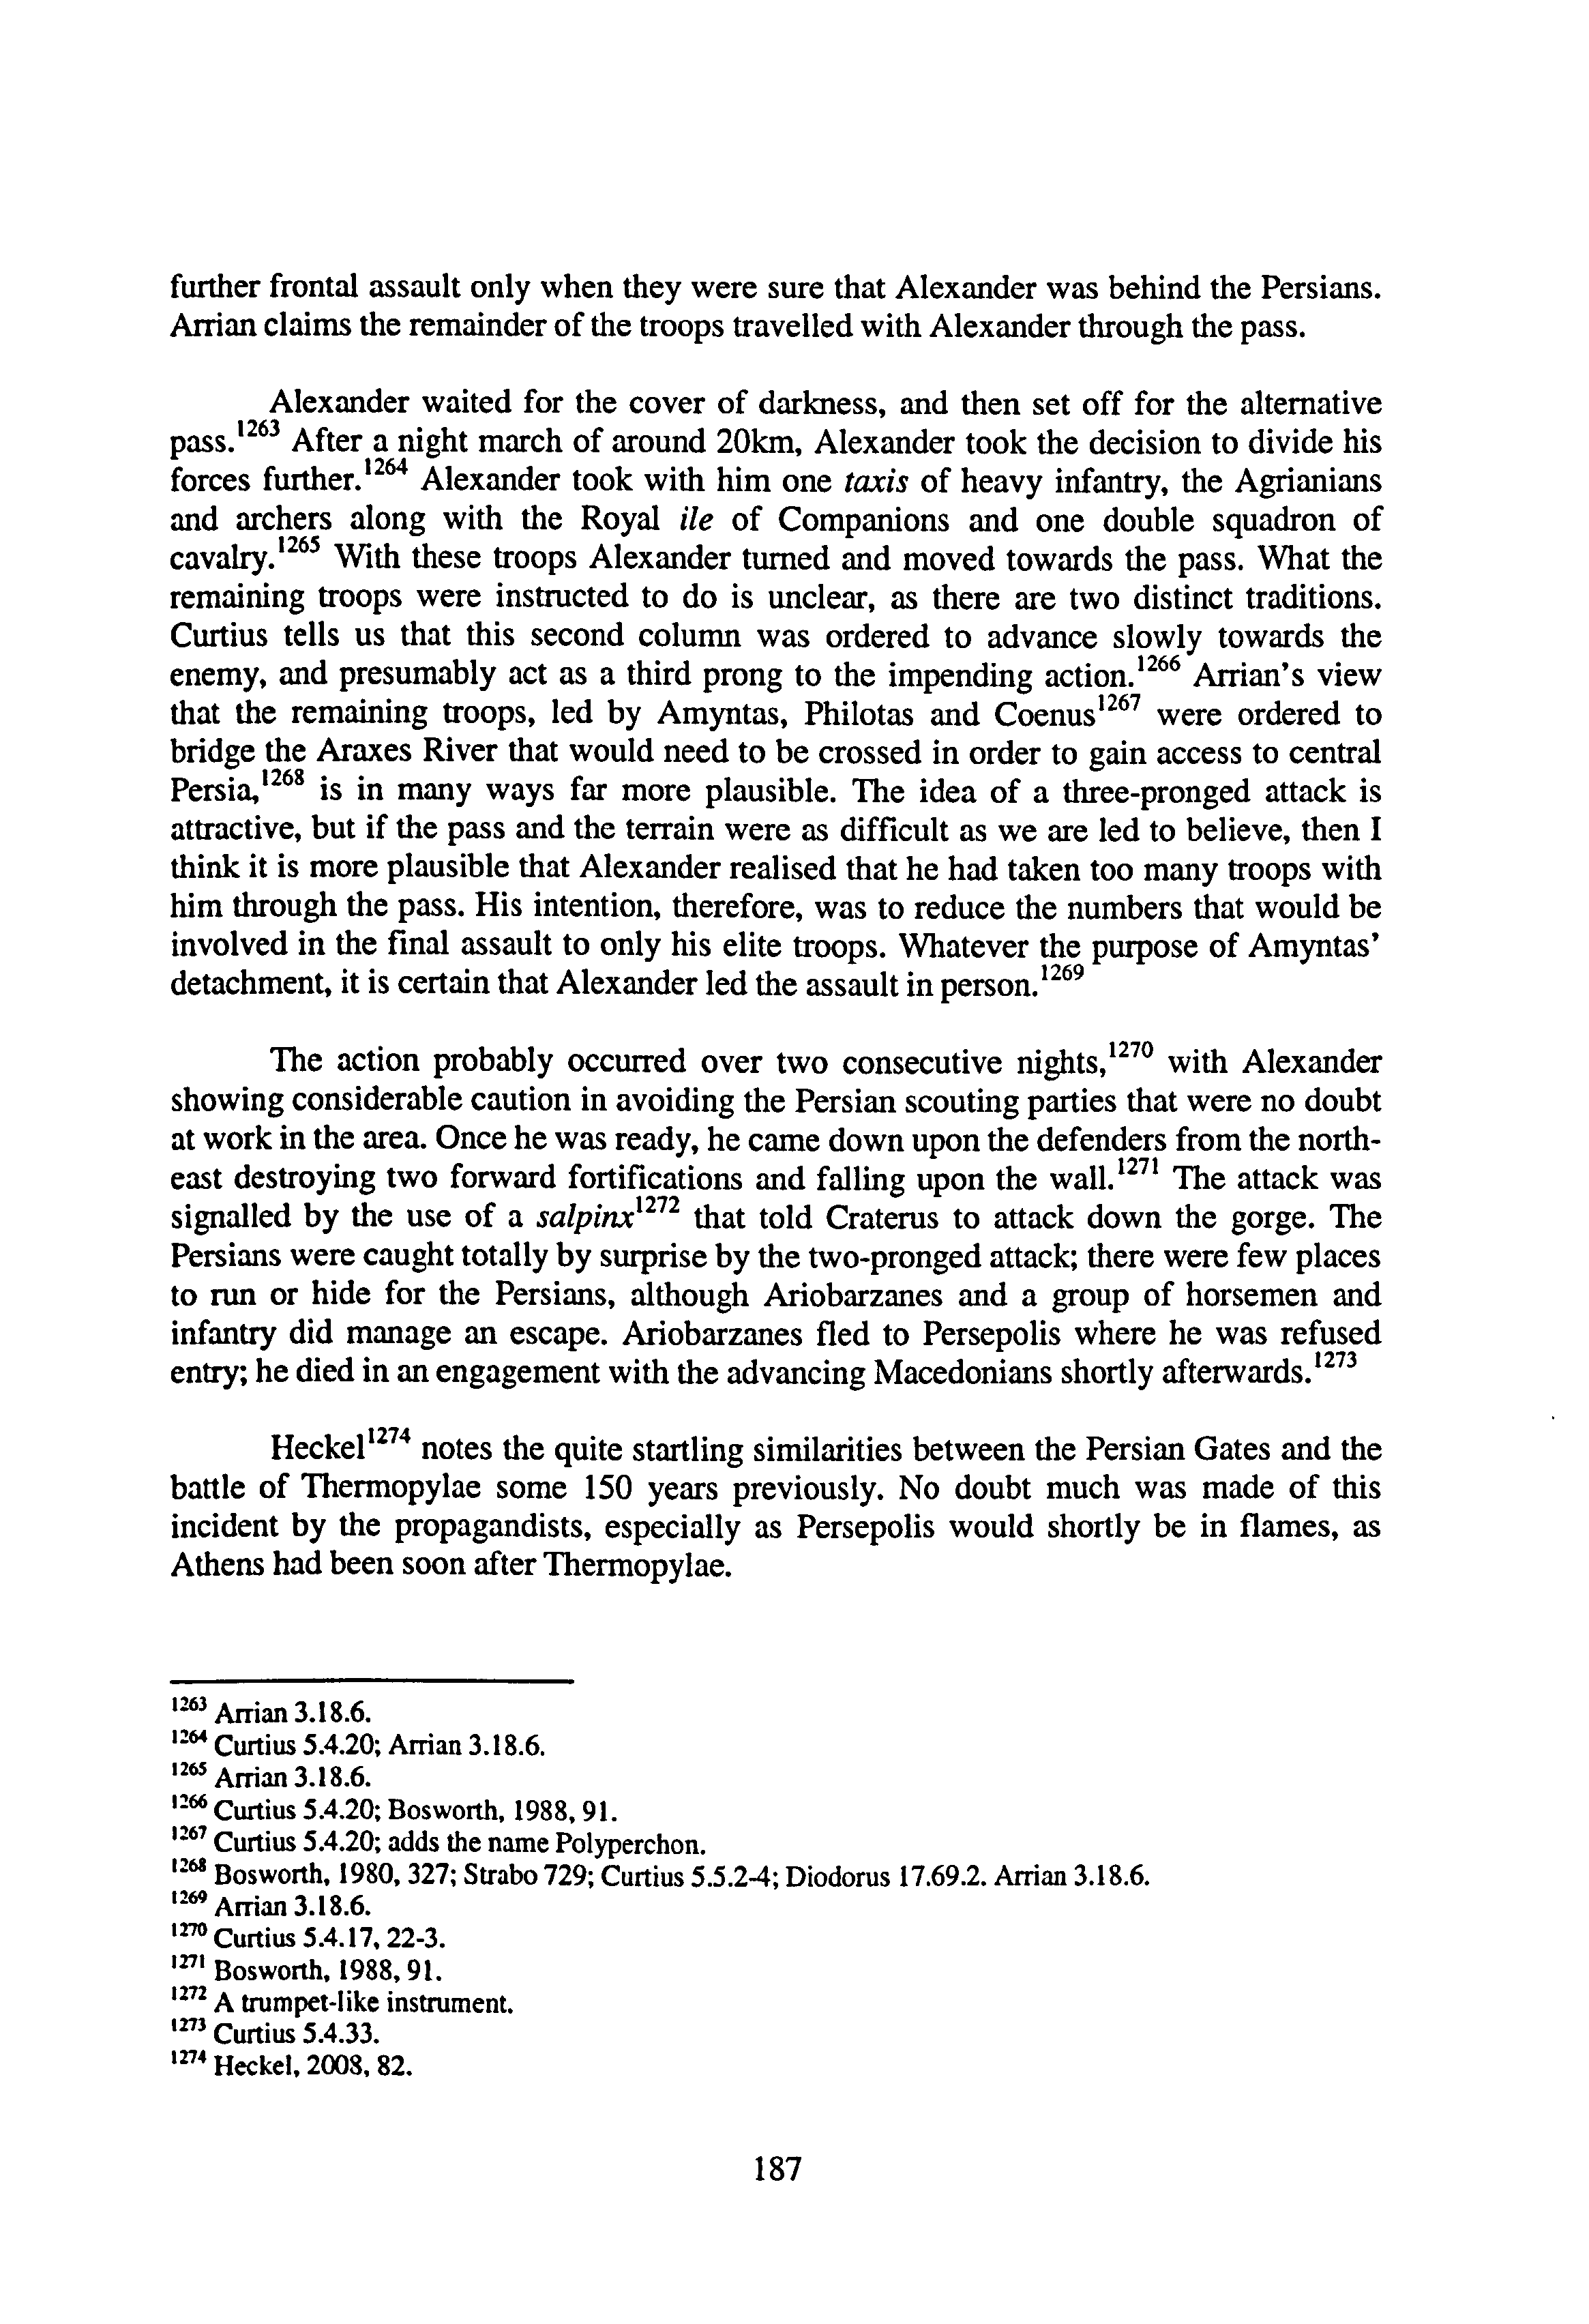 further frontal assault only when they were sure that Alexander was behind the Persians.
Arrian claims the remainder of the troops travelled with Alexander through the pass.
Alexander waited for the cover of darkness, and then set off for the alternative
pass.1263 After a night march of around 20km, Alexander took the decision to divide his
forces further.1264 Alexander took with him one taxis of heavy infantry, the Agrianians
and archers along with the Royal ile of Companions and one double squadron of
cavalry.1265 With these troops Alexander turned and moved towards the pass. What the
remaining troops were instructed to do is unclear, as there are two distinct traditions.
Curtius tells us that this second column was ordered to advance slowly towards the
enemy, and presumably act as a third prong to the impending action.1266 Arrian's view
that the remaining troops, led by Amyntas, Philotas and Coenus1267 were ordered to
bridge the Araxes River that would need to be crossed in order to gain access to central
Persia,1268 is in many ways far more plausible. The idea of a three-pronged attack is
attractive, but if the pass and the terrain were as difficult as we are led to believe, then I
think it is more plausible that Alexander realised that he had taken too many troops with
him through the pass. His intention, therefore, was to reduce the numbers that would be
involved in the final assault to only his elite troops. Whatever the purpose of Amyntas'
detachment, it is certain that Alexander led the assault in person.1269
The action probably occurred over two consecutive nights,1270 with Alexander
showing considerable caution in avoiding the Persian scouting parties that were no doubt
at work in the area. Once he was ready, he came down upon the defenders from the north-
east destroying two forward fortifications and falling upon the wall.1271 The attack was
signalled by the use of a salpinx1272 that told Craterus to attack down the gorge. The
Persians were caught totally by surprise by the two-pronged attack; there were few places
to run or hide for the Persians, although Ariobarzanes and a group of horsemen and
infantry did manage an escape. Ariobarzanes fled to Persepolis where he was refused
entry; he died in an engagement with the advancing Macedonians shortly afterwards.1273
Heckel1274 notes the quite startling similarities between the Persian Gates and the
battle of Thermopylae some 150 years previously. No doubt much was made of this
incident by the propagandists, especially as Persepolis would shortly be in flames, as
Athens had been soon after Thermopylae.
1263 Arrian 3.18.6.
1264 Curtius 5.4.20; Arrian 3.18.6.
1265 Arrian 3.18.6.
1266 Curtius 5.4.20; Bosworth, 1988, 91.
1267 Curtius 5.4.20; adds the name Polyperchon.
1268 Bosworth, 1980, 327; Strabo 729; Curtius 5.5.2-4; Diodorus 17.69.2. Arrian 3.18.6.
1269 Arrian 3.18.6.
1270 Curtius 5.4.17, 22-3.
1271 Bosworth, 1988, 91.
1272 A trumpet-like instrument.
1273 Curtius 5.4.33.
1274 Heckel, 2008, 82.
187